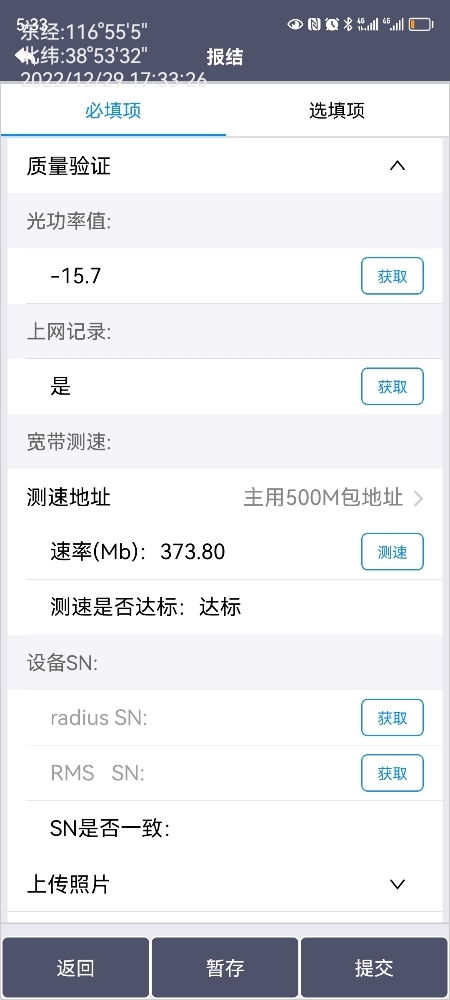 5:33
东经:116°55'5"
北纬:38°53'32"
2022/12/29 17:33:26
报结
必填项 选填项
质量验证
光功率值:
-15.7 获取
上网记录:
是 获取
宽带测速:
测速地址 主用500M包地址
速率(Mb)：373.80 测速
测速是否达标：达标
设备SN:
radius SN: 获取
RMS SN: 获取
SN是否一致：
上传照片
返回 暂存 提交